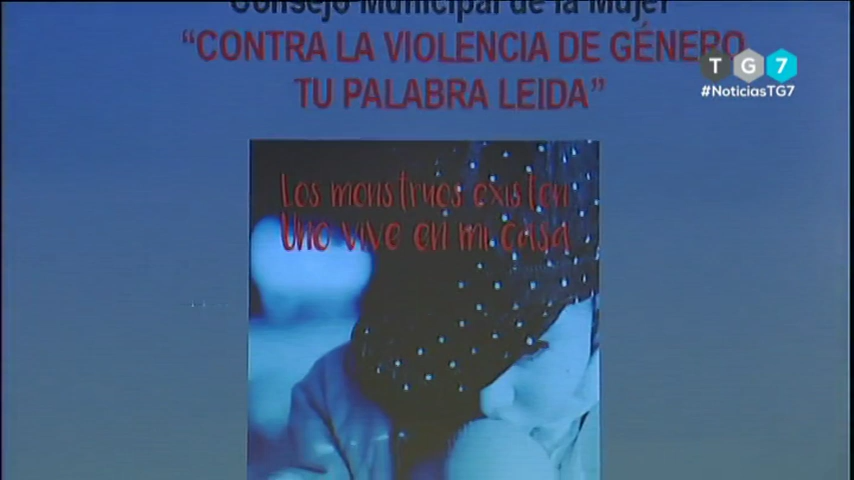 Consejo Municipal de la Mujer
“CONTRA LA VIOLENCIA DE GÉNERO
TU PALABRA LEIDA”
TG7
#NoticiasTG7
Los monstruos existen
Uno vive en mi casa